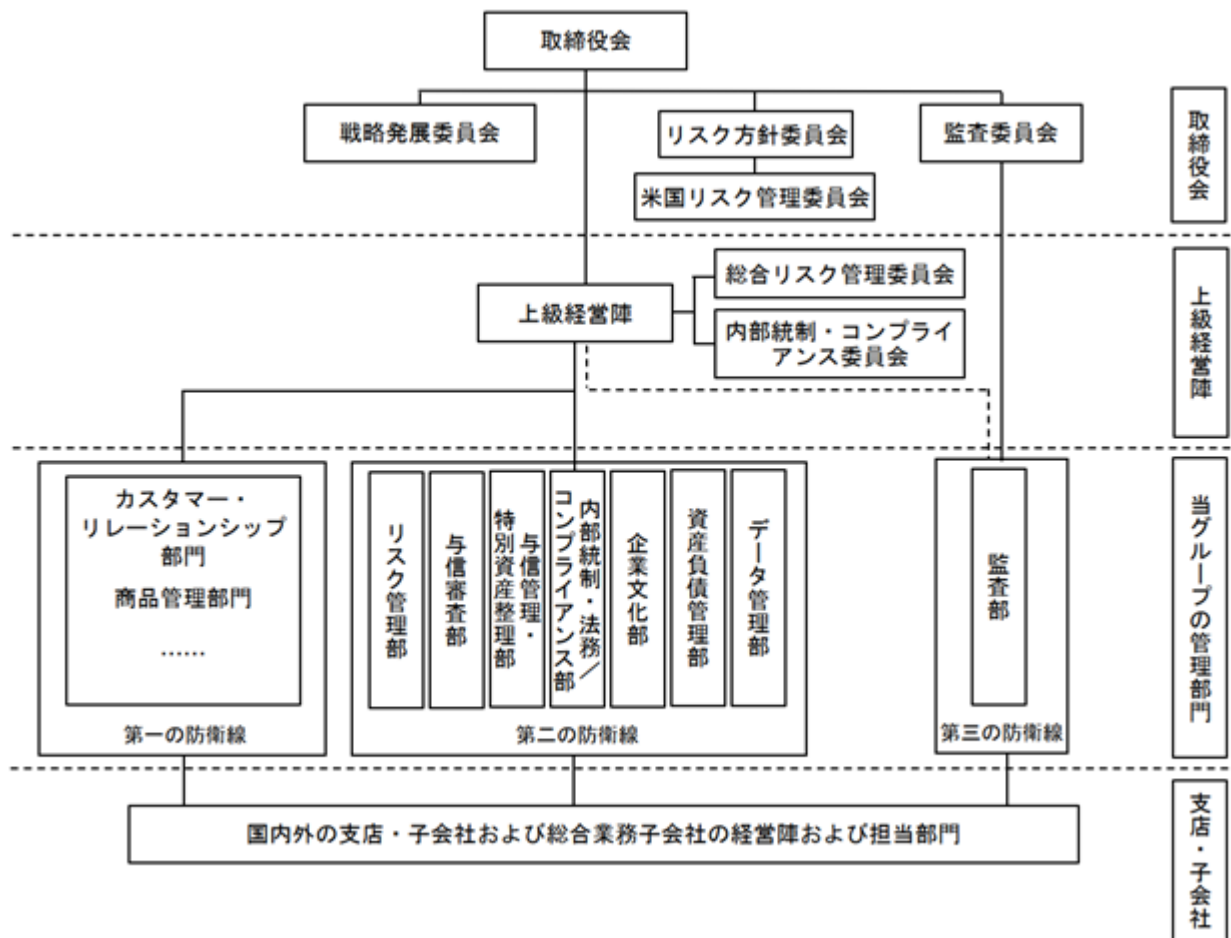 取締役会
戦略発展委員会
リスク方針委員会
監査委員会
米国リスク管理委員会
取締役会
総合リスク管理委員会
上級経営陣
内部統制・コンプライ
アンス委員会
上級経営陣
カスタマー・
リレーションシップ
部門
商品管理部門
……
第一の防衛線
リスク管理部
与信審査部
与信管理・
特別資産整理部
内部統制・法務／
コンプライアンス部
企業文化部
資産負債管理部
データ管理部
第二の防衛線
監査部
第三の防衛線
当グループの管理部門
国内外の支店・子会社および総合業務子会社の経営陣および担当部門
支店・子会社